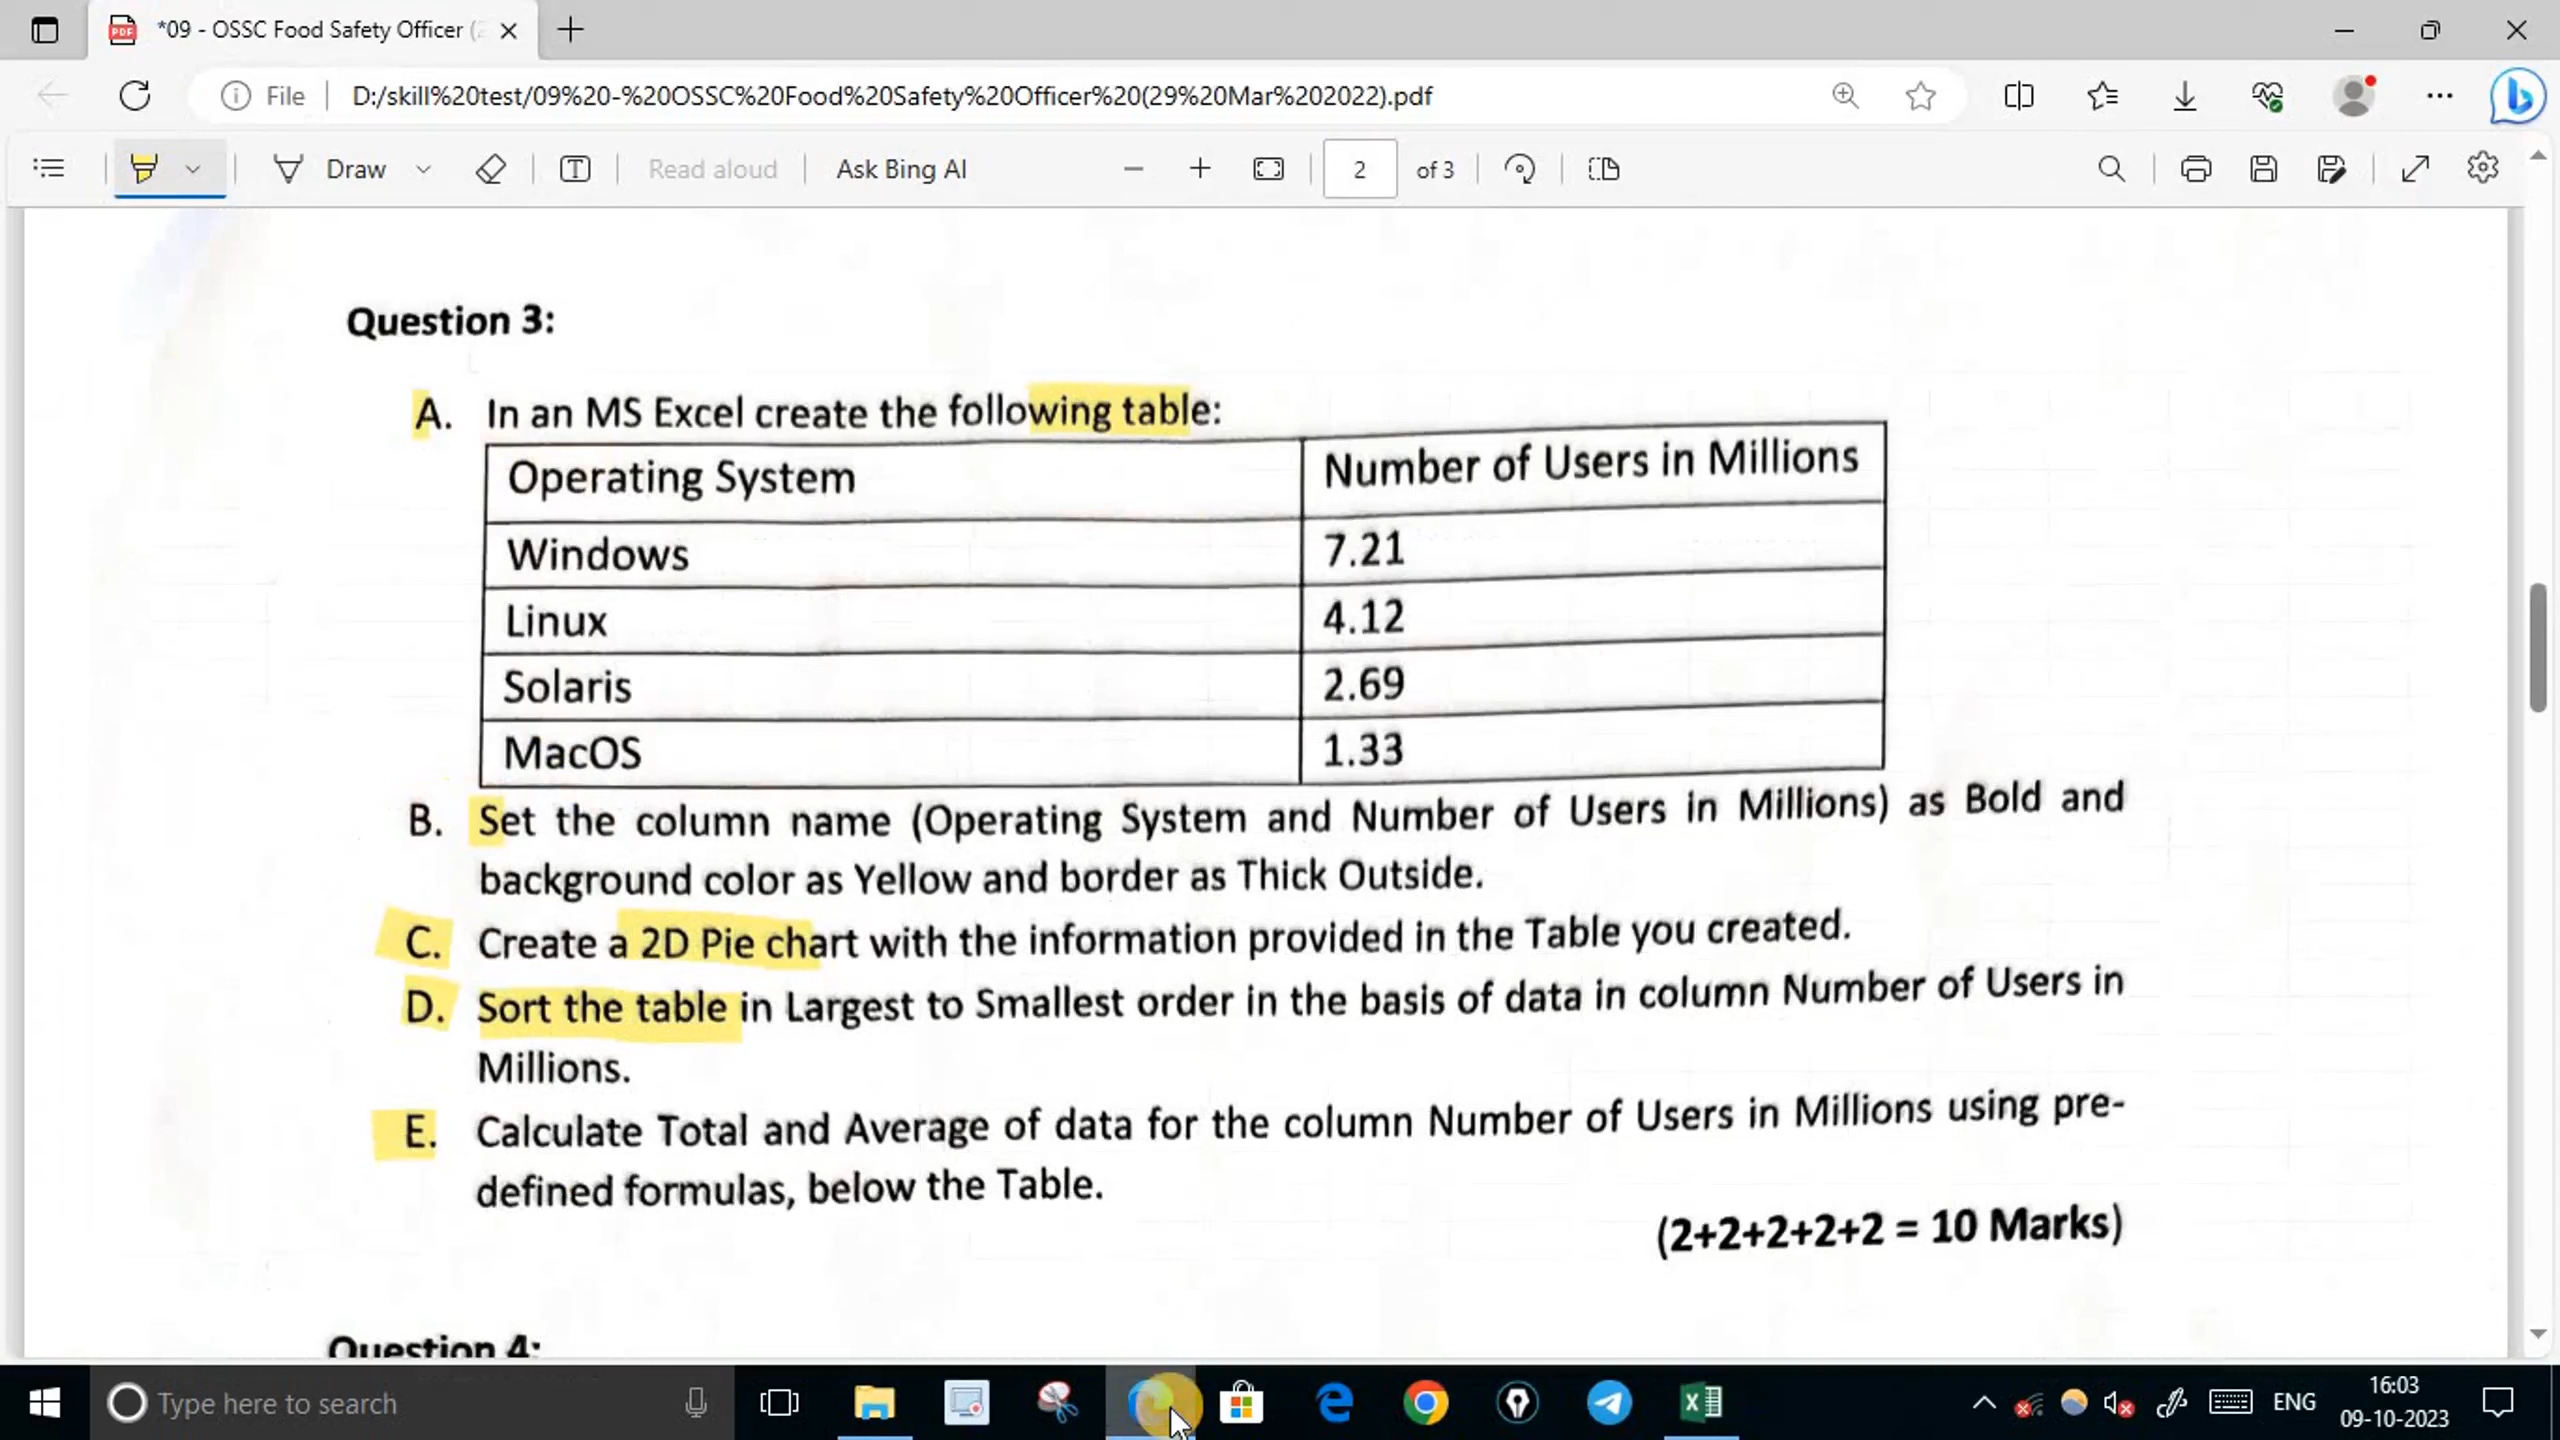 *09 - OSSC Food Safety Officer (
File
D:/skill%20test/09%20-%20OSSC%20Food%20Safety%20Officer%20(29%20Mar%202022).pdf
Draw
T
Read aloud
Ask Bing AI
2
of 3
Question 3:
A. In an MS Excel create the following table:
Operating System Number of Users in Millions
Windows 7.21
Linux 4.12
Solaris 2.69
MacOS 1.33
B. Set the column name (Operating System and Number of Users in Millions) as Bold and
background color as Yellow and border as Thick Outside.
C. Create a 2D Pie chart with the information provided in the Table you created.
D. Sort the table in Largest to Smallest order in the basis of data in column Number of Users in
Millions.
E. Calculate Total and Average of data for the column Number of Users in Millions using pre-
defined formulas, below the Table.
(2+2+2+2+2 = 10 Marks)
Question 4:
Type here to search
ENG
16:03
09-10-2023